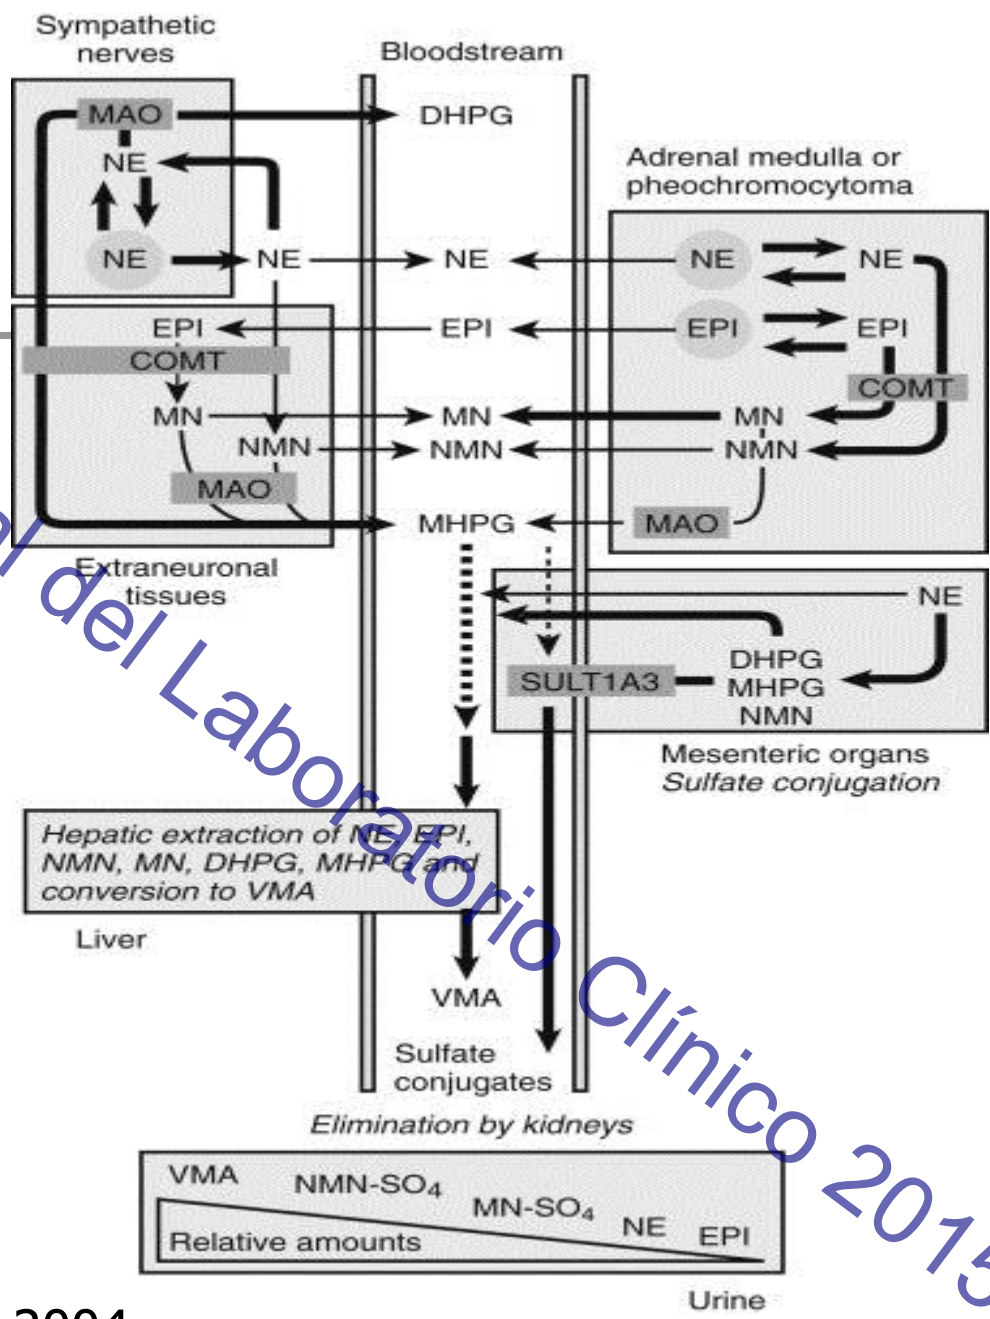 Sympathetic
nerves
Bloodstream
MAO
DHPG
NE
Adrenal medulla or
pheochromocytoma
NE
NE
NE
NE
NE
EPI
EPI
EPI
EPI
COMT
COMT
MN
MN
MN
NMN
NMN
NMN
MAO
MHPG
MAO
Extraneuronal
tissues
NE
DHPG
SULT1A3
MHPG
NMN
Mesenteric organs
Sulfate conjugation
Hepatic extraction of NE, EPI,
NMN, MN, DHPG, MHPG and
conversion to VMA
Liver
VMA
Sulfate
conjugates
Elimination by kidneys
VMA
NMN-SO₄
MN-SO₄
NE
EPI
Relative amounts
Urine
del Laboratorio Clínico 2015